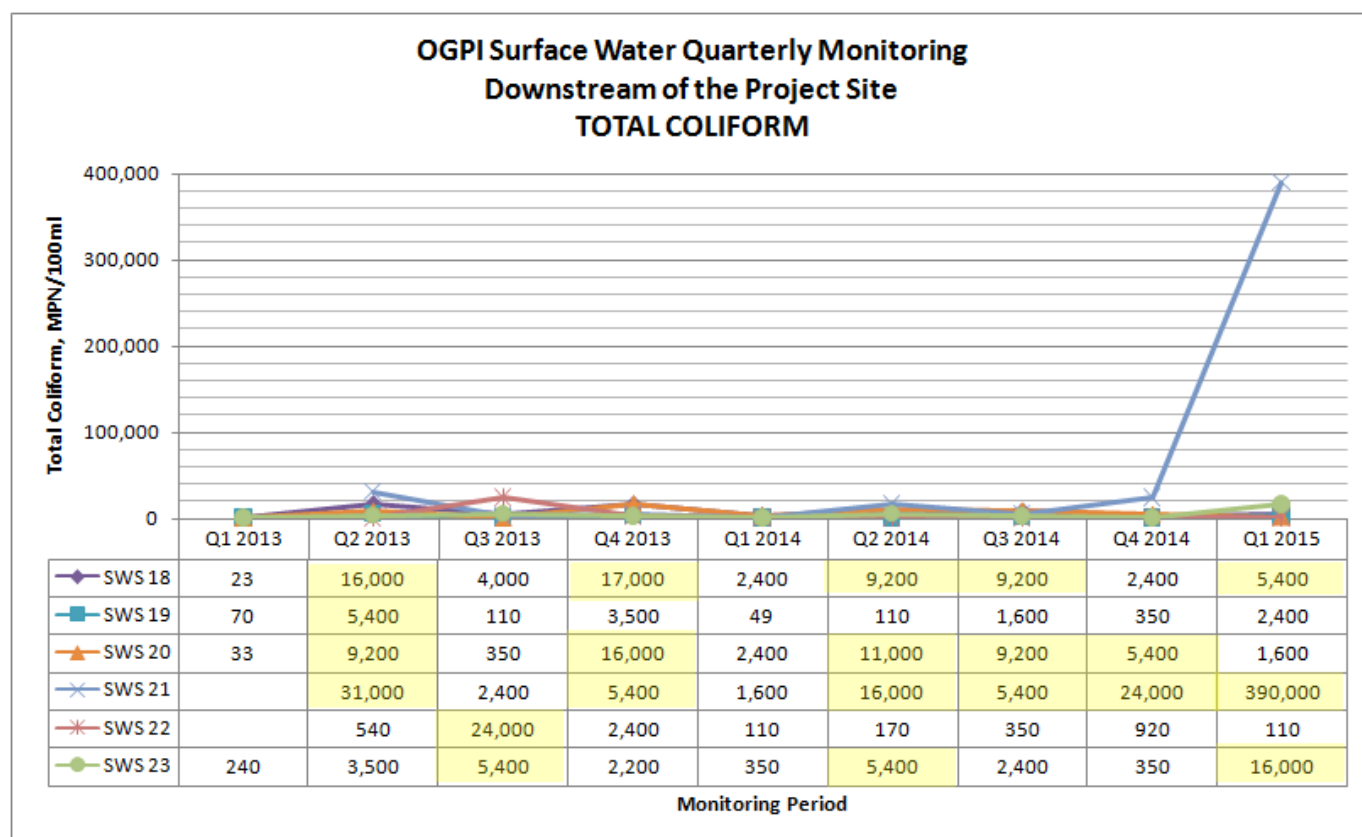 OGPI Surface Water Quarterly Monitoring
Downstream of the Project Site
TOTAL COLIFORM
Total Coliform, MPN/100ml
400,000
300,000
200,000
100,000
0
Q1 2013 Q2 2013 Q3 2013 Q4 2013 Q1 2014 Q2 2014 Q3 2014 Q4 2014 Q1 2015
SWS 18 23 16,000 4,000 17,000 2,400 9,200 9,200 2,400 5,400
SWS 19 70 5,400 110 3,500 49 110 1,600 350 2,400
SWS 20 33 9,200 350 16,000 2,400 11,000 9,200 5,400 1,600
SWS 21 31,000 2,400 5,400 1,600 16,000 5,400 24,000 390,000
SWS 22 540 24,000 2,400 110 170 350 920 110
SWS 23 240 3,500 5,400 2,200 350 5,400 2,400 350 16,000
Monitoring Period